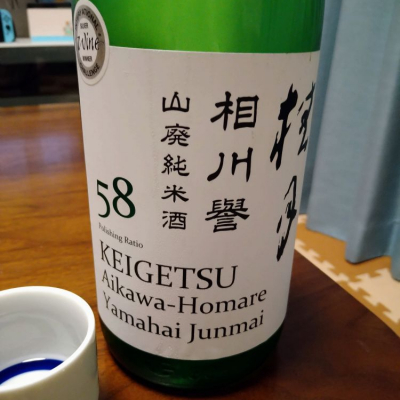 桂月
相川譽
山廃純米酒
58
Polishing Ratio
KEIGETSU
Aikawa-Homare
Yamahai Junmai